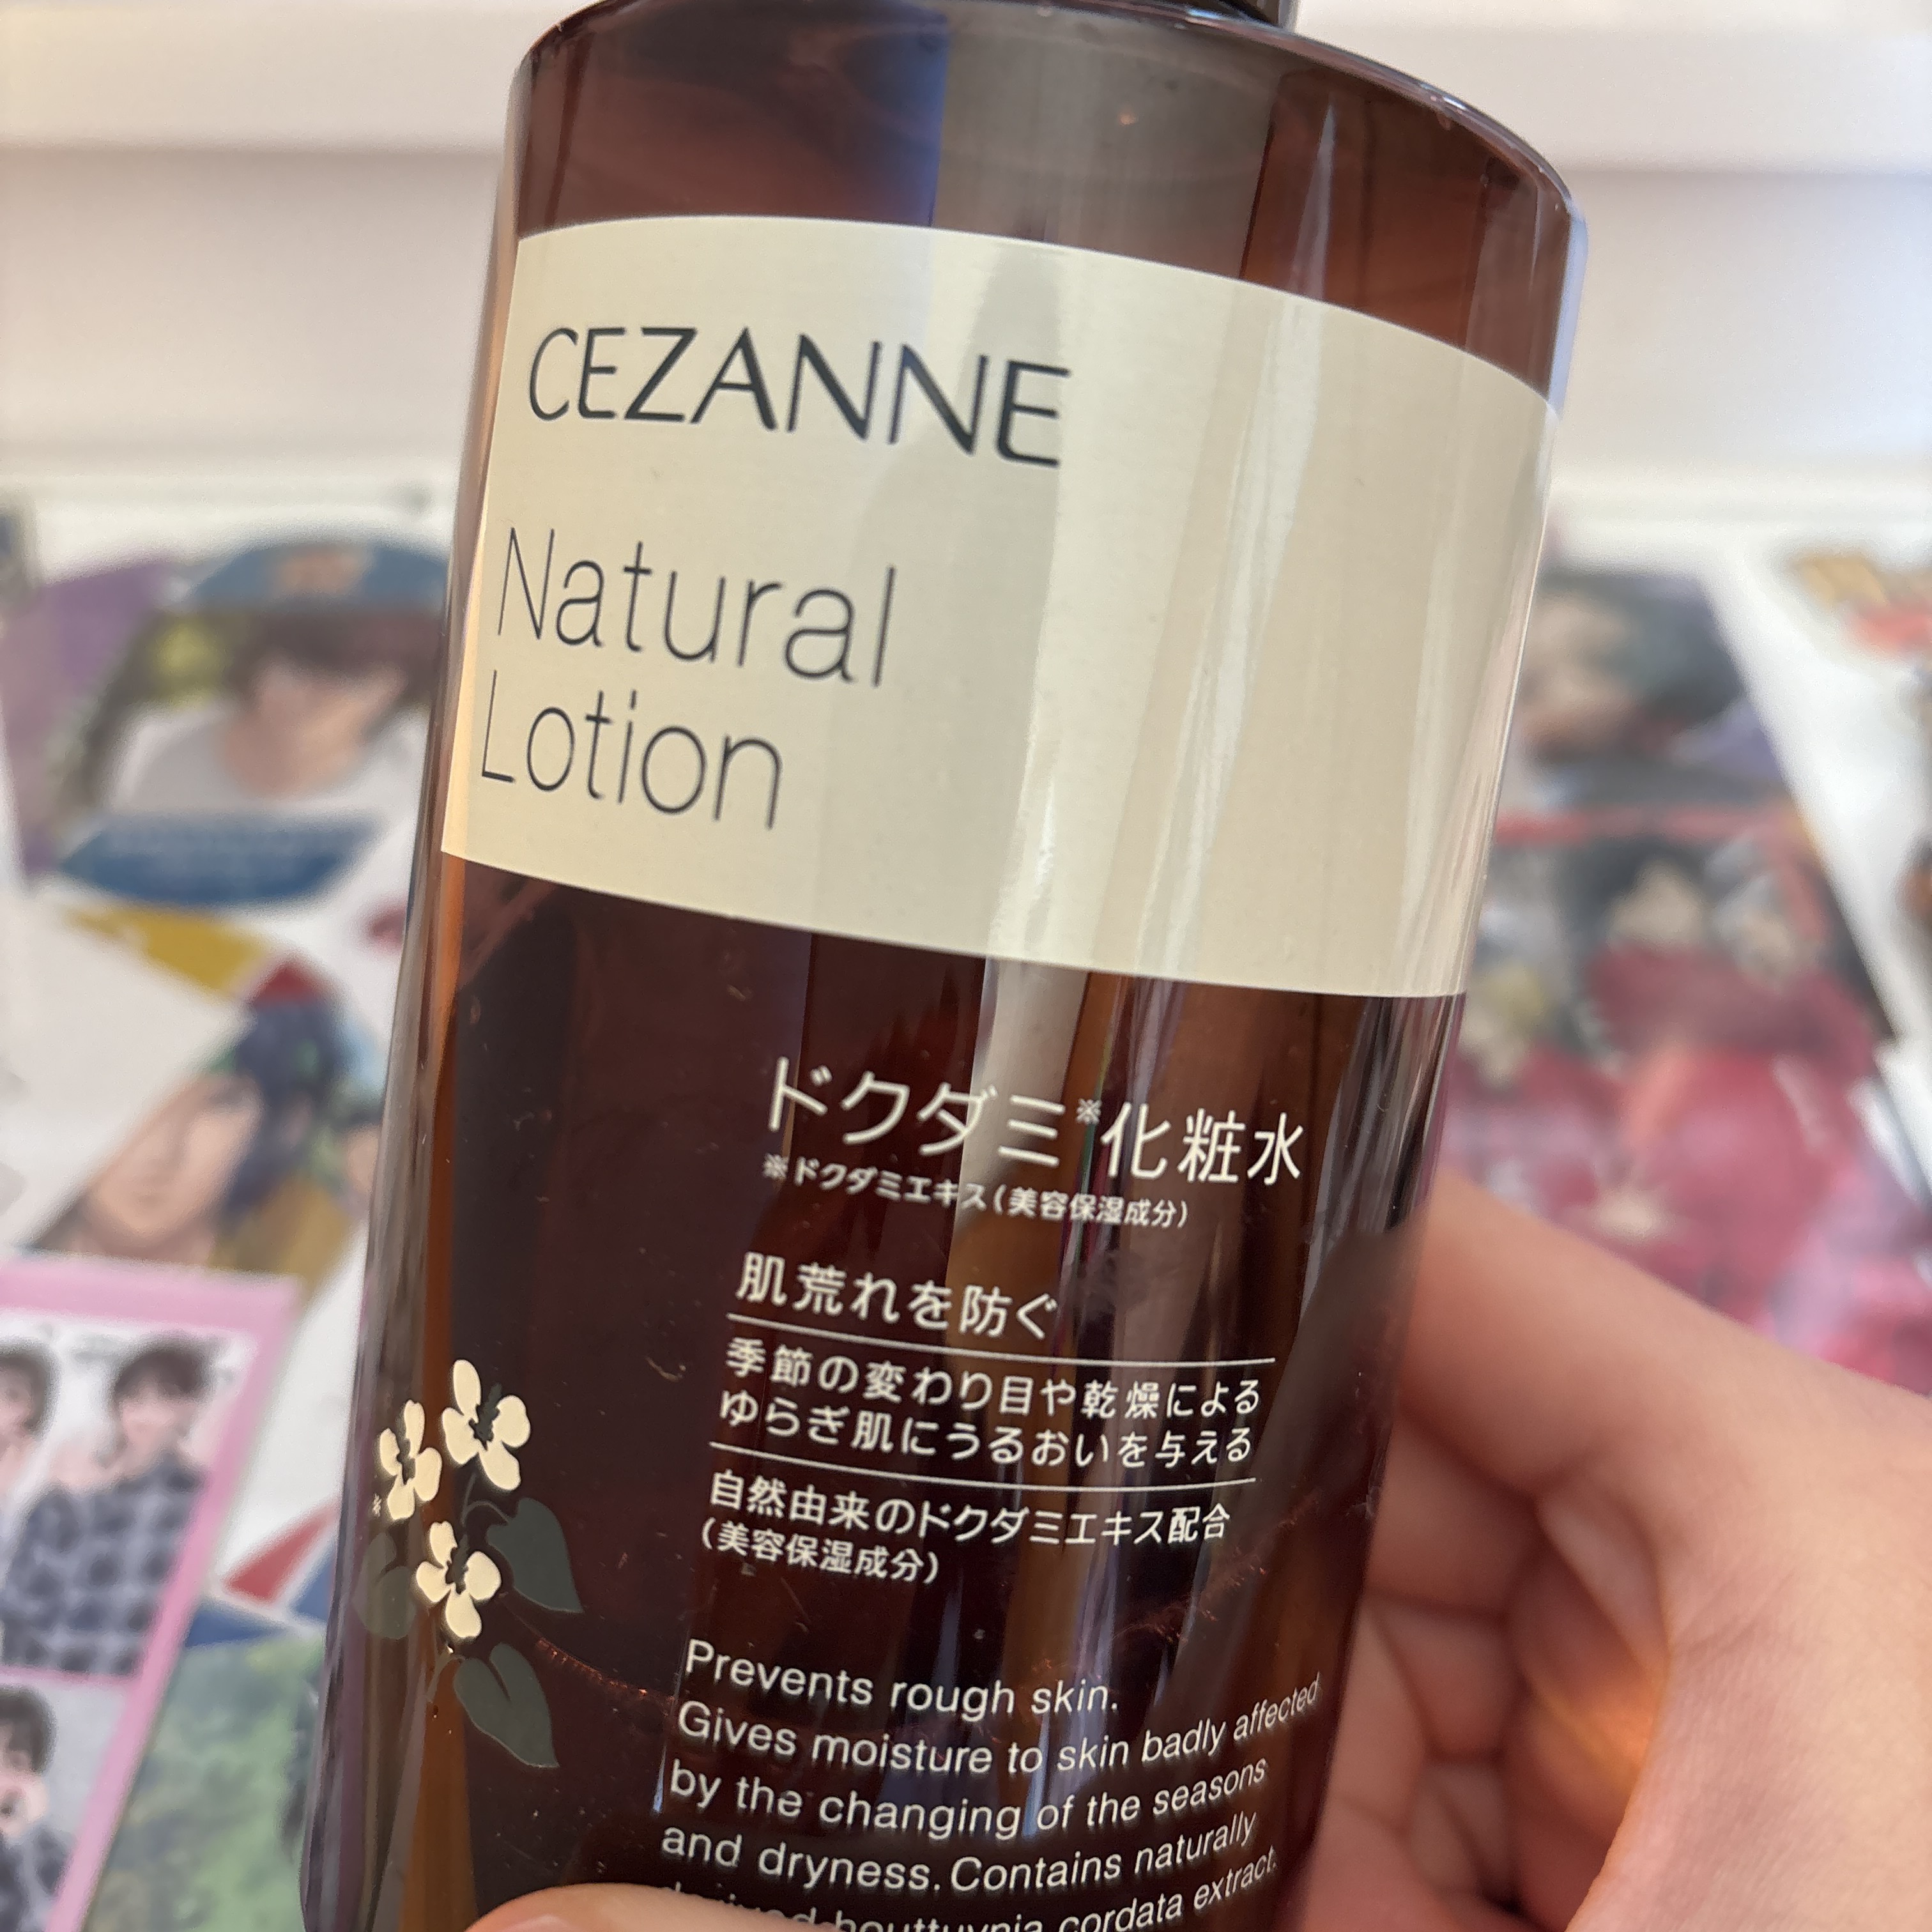 CEZANNE
Natural
Lotion
ドクダミ※化粧水
※ドクダミエキス(美容保湿成分)
肌荒れを防ぐ
季節の変わり目や乾燥による
ゆらぎ肌にうるおいを与える
自然由来のドクダミエキス配合
(美容保湿成分)
※
Prevents rough skin.
Gives moisture to skin badly affected
by the changing of the seasons
and dryness. Contains naturally
derived houttuynia cordata extract.